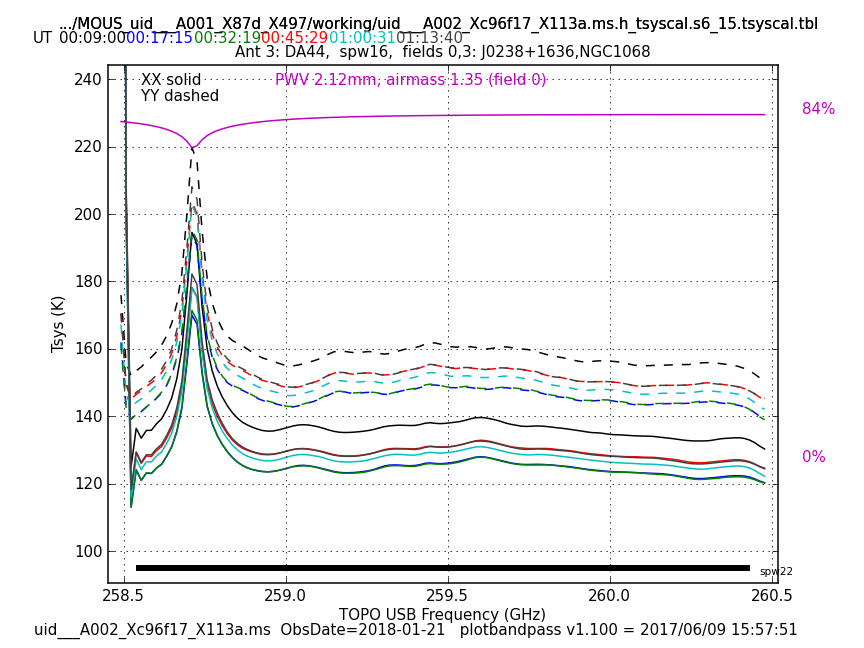 ../MOUS_uid___A001_X87d_X497/working/uid___A002_Xc96f17_X113a.ms.h_tsyscal.s6_15.tsyscal.tbl
UT 00:09:00 00:17:15 00:32:19 00:45:29 01:00:31 01:13:40
Ant 3: DA44,  spw16,  fields 0,3: J0238+1636,NGC1068
XX solid
YY dashed
PWV 2.12mm, airmass 1.35 (field 0)
84%
0%
Tsys (K)
240
220
200
180
160
140
120
100
spw22
258.5 259.0 259.5 260.0 260.5
TOPO USB Frequency (GHz)
uid___A002_Xc96f17_X113a.ms  ObsDate=2018-01-21   plotbandpass v1.100 = 2017/06/09 15:57:51